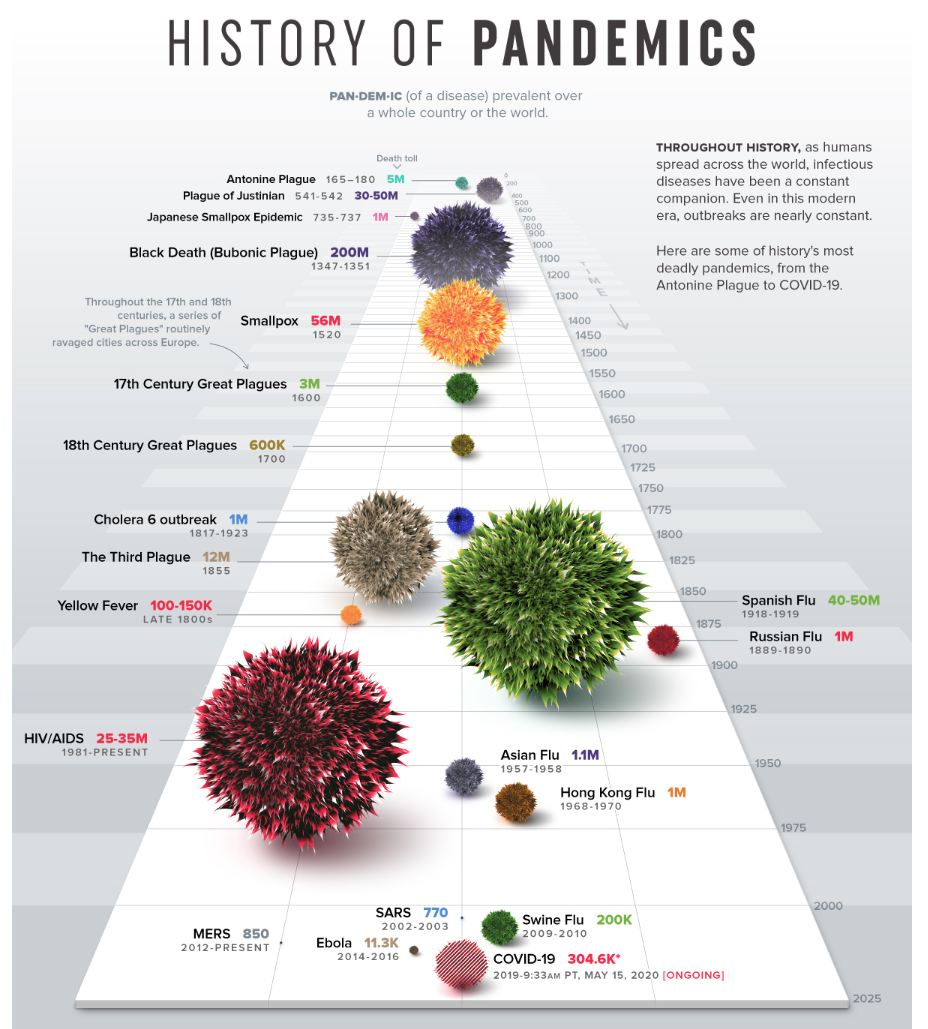 HISTORY OF PANDEMICS
PAN·DEM·IC (of a disease) prevalent over
a whole country or the world.
THROUGHOUT HISTORY, as humans
spread across the world, infectious
diseases have been a constant
companion. Even in this modern
era, outbreaks are nearly constant.
Here are some of history's most
deadly pandemics, from the
Antonine Plague to COVID-19.
Death toll
Antonine Plague 165-180 5M
Plague of Justinian 541-542 30-50M
Japanese Smallpox Epidemic 735-737 1M
Black Death (Bubonic Plague) 200M
1347-1351
Throughout the 17th and 18th
centuries, a series of
"Great Plagues" routinely
ravaged cities across Europe.
Smallpox 56M
1520
17th Century Great Plagues 3M
1600
18th Century Great Plagues 600K
1700
Cholera 6 outbreak 1M
1817-1923
The Third Plague 12M
1855
Yellow Fever 100-150K
LATE 1800s
Spanish Flu 40-50M
1918-1919
Russian Flu 1M
1889-1890
HIV/AIDS 25-35M
1981-PRESENT
Asian Flu 1.1M
1957-1958
Hong Kong Flu 1M
1968-1970
SARS 770
2002-2003
Swine Flu 200K
2009-2010
MERS 850
2012-PRESENT
Ebola 11.3K
2014-2016
COVID-19 304.6K*
2019-9:33AM PT, MAY 15, 2020 [ONGOING]
TIME
0
200
500
600
700
800
900
1000
1100
1200
1300
1400
1450
1500
1550
1600
1650
1700
1725
1750
1775
1800
1825
1850
1875
1900
1925
1950
1975
2000
2025